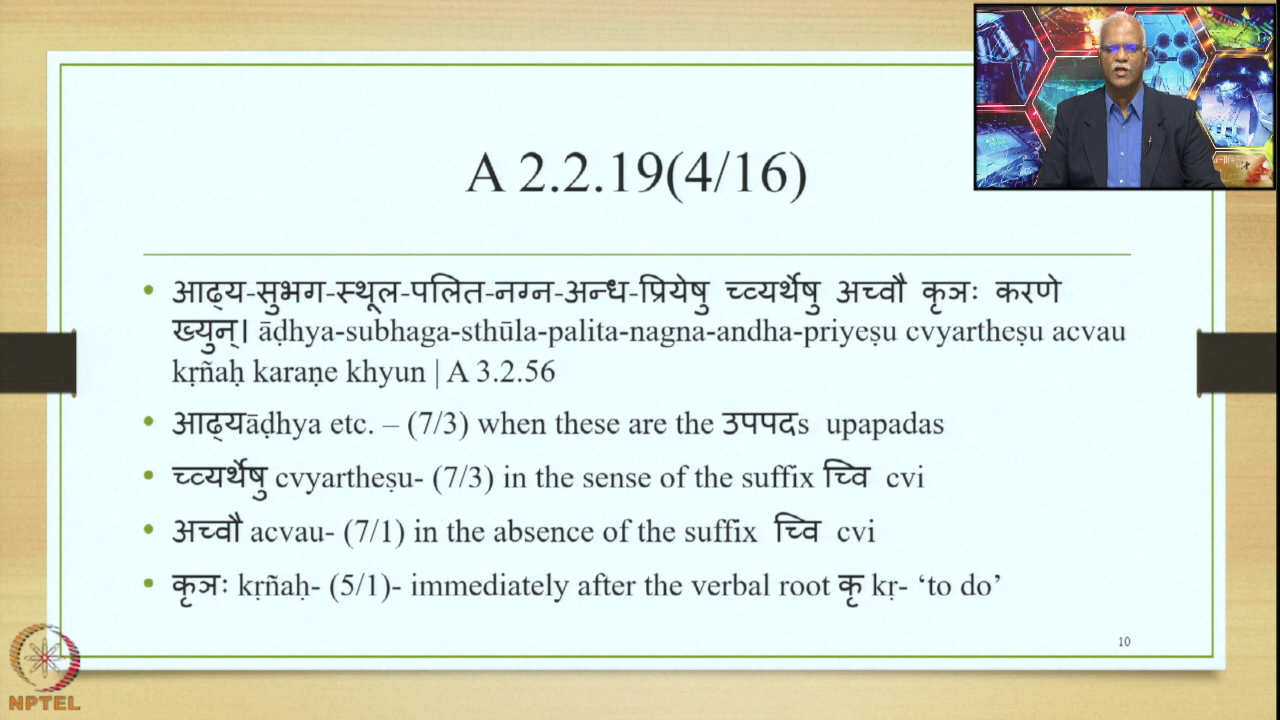 A 2.2.19(4/16)
• आढ्य-सुभग-स्थूल-पलित-नग्न-अन्ध-प्रियेषु च्व्यर्थेषु अच्वौ कृञः करणे
ख्युन्। āḍhya-subhaga-sthūla-palita-nagna-andha-priyeṣu cvyartheṣu acvau
kṛñaḥ karaṇe khyun | A 3.2.56
• आढ्यāḍhya etc. – (7/3) when these are the उपपदs upapadas
• च्व्यर्थेषु cvyartheṣu- (7/3) in the sense of the suffix च्वि cvi
• अच्वौ acvau- (7/1) in the absence of the suffix च्वि cvi
• कृञः kṛñaḥ- (5/1)- immediately after the verbal root कृ kṛ- ‘to do’
10
NPTEL